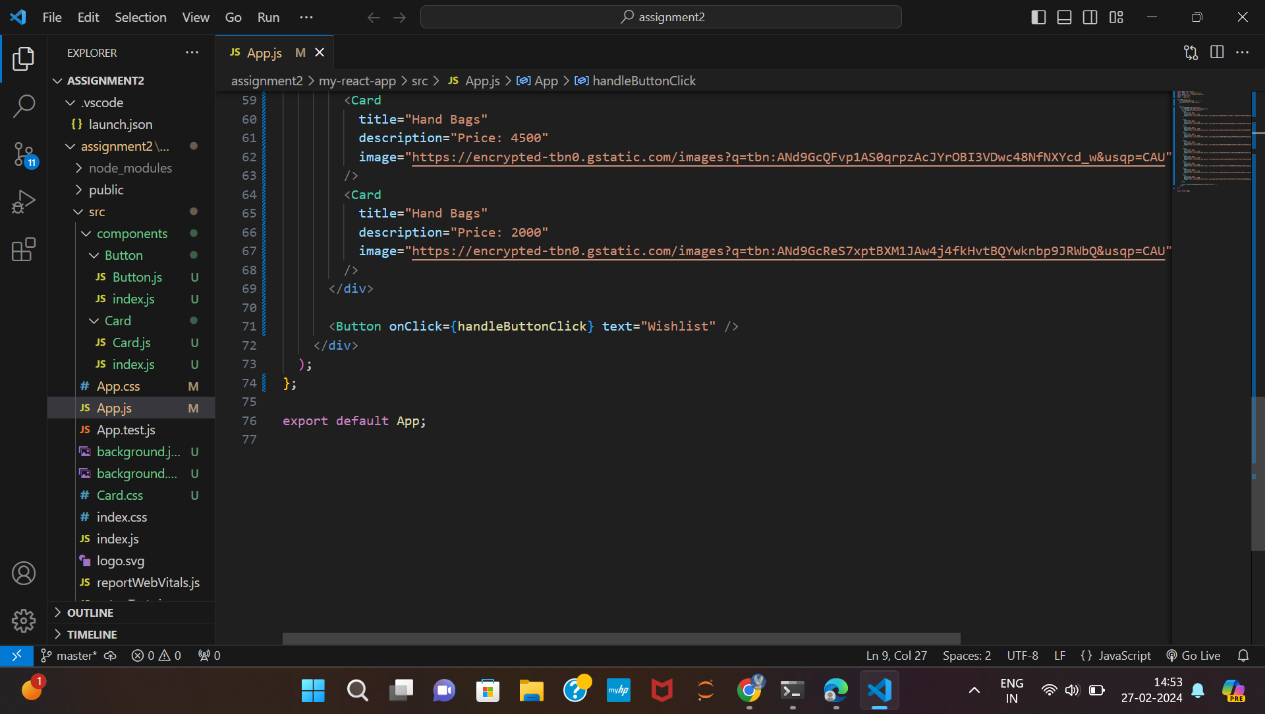 File Edit Selection View Go Run ··· assignment2
EXPLORER ···
ASSIGNMENT2
.vscode
{} launch.json
assignment2 \...
node_modules
public
src
components
Button
JS Button.js U
JS index.js U
Card
JS Card.js U
JS index.js U
# App.css M
JS App.js M
JS App.test.js
background.j... U
background.... U
# Card.css U
# index.css
JS index.js
logo.svg
JS reportWebVitals.js
OUTLINE
TIMELINE
11
JS App.js M
assignment2 > my-react-app > src > JS App.js > App > handleButtonClick
59 <Card
60 title="Hand Bags"
61 description="Price: 4500"
62 image="https://encrypted-tbn0.gstatic.com/images?q=tbn:ANd9GcQFvp1AS0qrpzAcJYrOBI3VDwc48NfNXYcd_w&usqp=CAU"
63 />
64 <Card
65 title="Hand Bags"
66 description="Price: 2000"
67 image="https://encrypted-tbn0.gstatic.com/images?q=tbn:ANd9GcReS7xptBXM1JAw4j4fkHvtBQYwknbp9JRWbQ&usqp=CAU"
68 />
69 </div>
70
71 <Button onClick={handleButtonClick} text="Wishlist" />
72 </div>
73 );
74 };
75
76 export default App;
77
master* 0 0 0 Ln 9, Col 27 Spaces: 2 UTF-8 LF {} JavaScript Go Live
1 myhp ENG 14:53
IN 27-02-2024 PRE